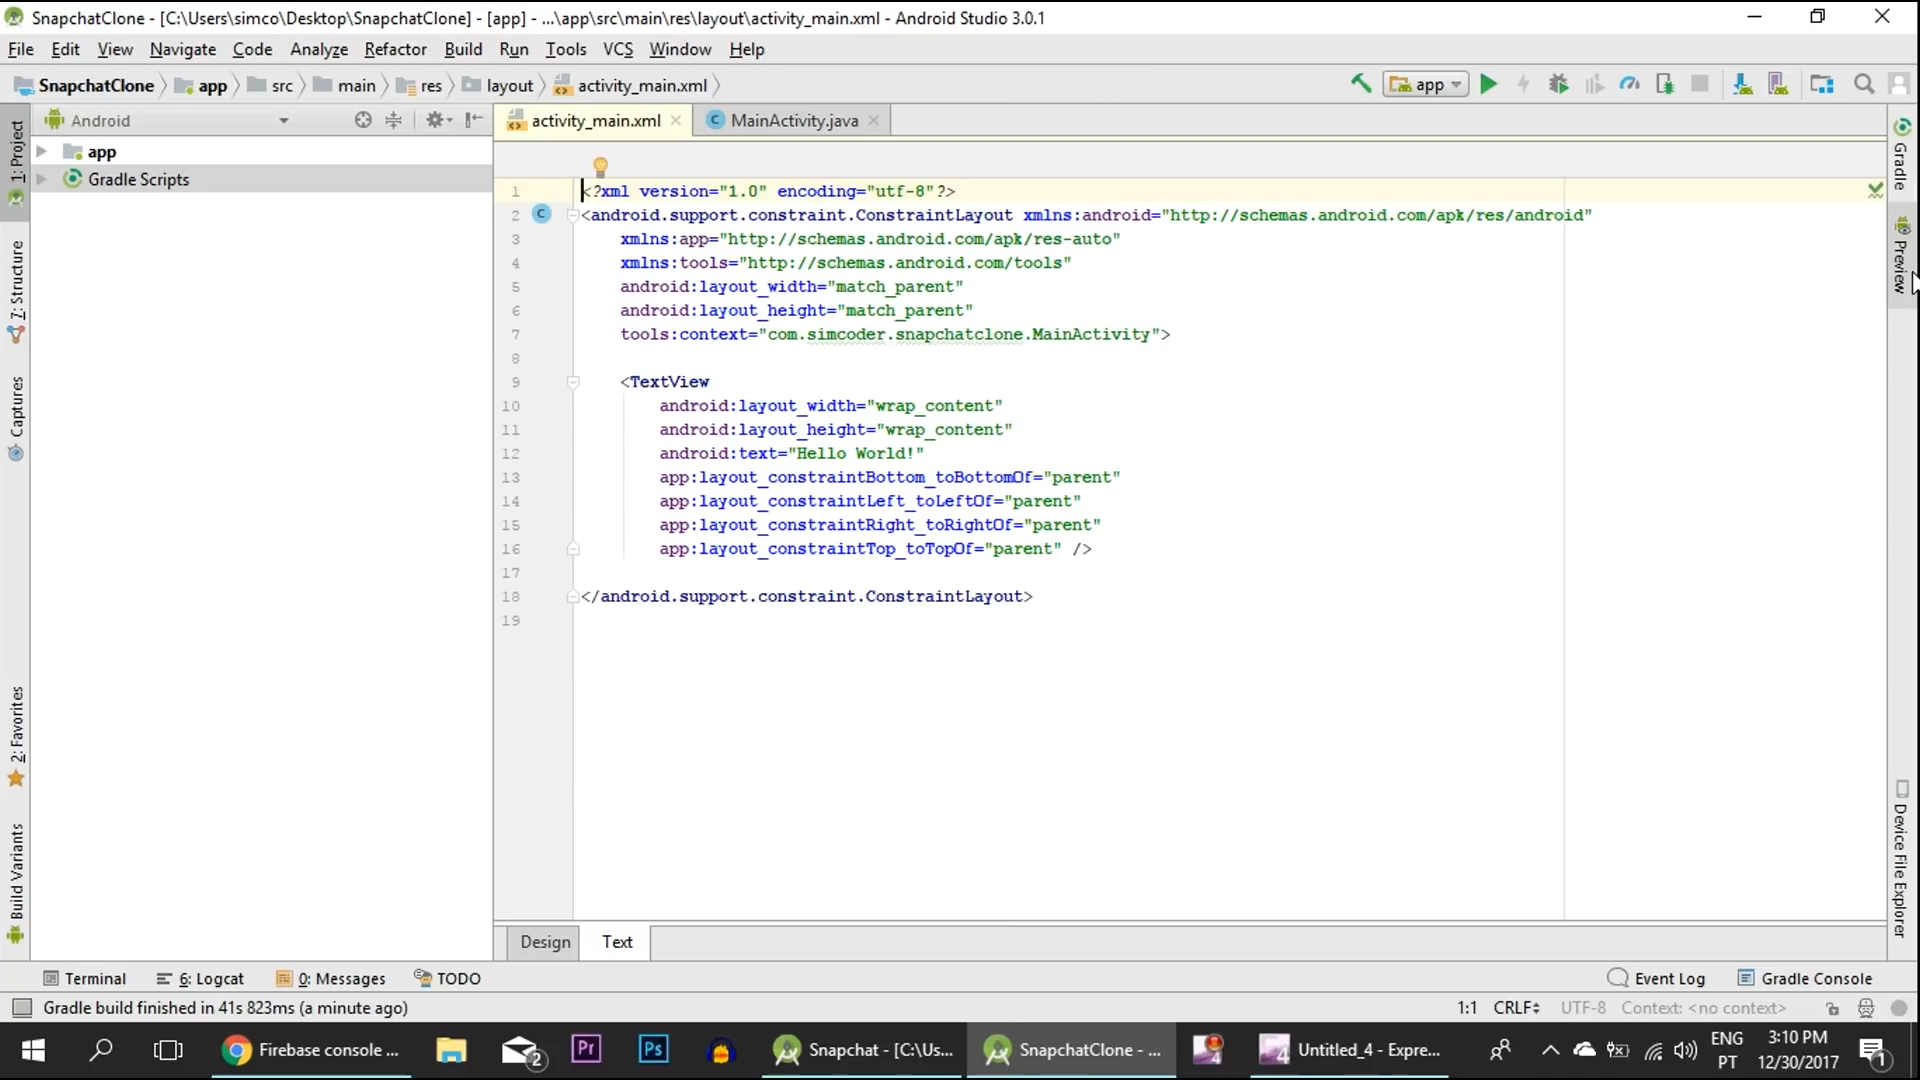 SnapchatClone - [C:\Users\simco\Desktop\SnapchatClone] - [app] - ...\app\src\main\res\layout\activity_main.xml - Android Studio 3.0.1
File Edit View Navigate Code Analyze Refactor Build Run Tools VCS Window Help
SnapchatClone app src main res layout activity_main.xml
app
Android
activity_main.xml
MainActivity.java
1: Project
7: Structure
Captures
2: Favorites
Build Variants
app
Gradle Scripts
1 <?xml version="1.0" encoding="utf-8"?>
2 <android.support.constraint.ConstraintLayout xmlns:android="http://schemas.android.com/apk/res/android"
3 xmlns:app="http://schemas.android.com/apk/res-auto"
4 xmlns:tools="http://schemas.android.com/tools"
5 android:layout_width="match_parent"
6 android:layout_height="match_parent"
7 tools:context="com.simcoder.snapchatclone.MainActivity">
8
9 <TextView
10 android:layout_width="wrap_content"
11 android:layout_height="wrap_content"
12 android:text="Hello World!"
13 app:layout_constraintBottom_toBottomOf="parent"
14 app:layout_constraintLeft_toLeftOf="parent"
15 app:layout_constraintRight_toRightOf="parent"
16 app:layout_constraintTop_toTopOf="parent" />
17
18 </android.support.constraint.ConstraintLayout>
19
Gradle
Preview
Device File Explorer
Design Text
Terminal 6: Logcat 0: Messages TODO Event Log Gradle Console
Gradle build finished in 41s 823ms (a minute ago) 1:1 CRLF UTF-8 Context: <no context>
Firebase console ... 2 Pr Ps Snapchat - [C:\Us... SnapchatClone - ... 4 4 Untitled_4 - Expre...
ENG 3:10 PM
PT 12/30/2017 1